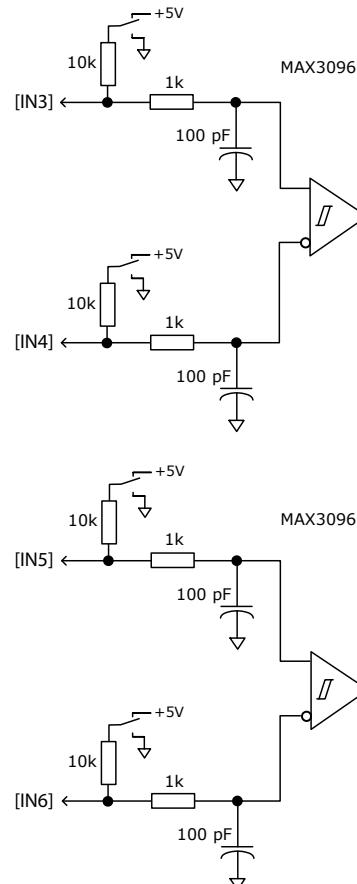 +5V
10k
MAX3096
1k
[IN3]
100 pF
+5V
10k
1k
[IN4]
100 pF
+5V
MAX3096
10k
1k
[IN5]
100 pF
+5V
10k
1k
[IN6]
100 pF